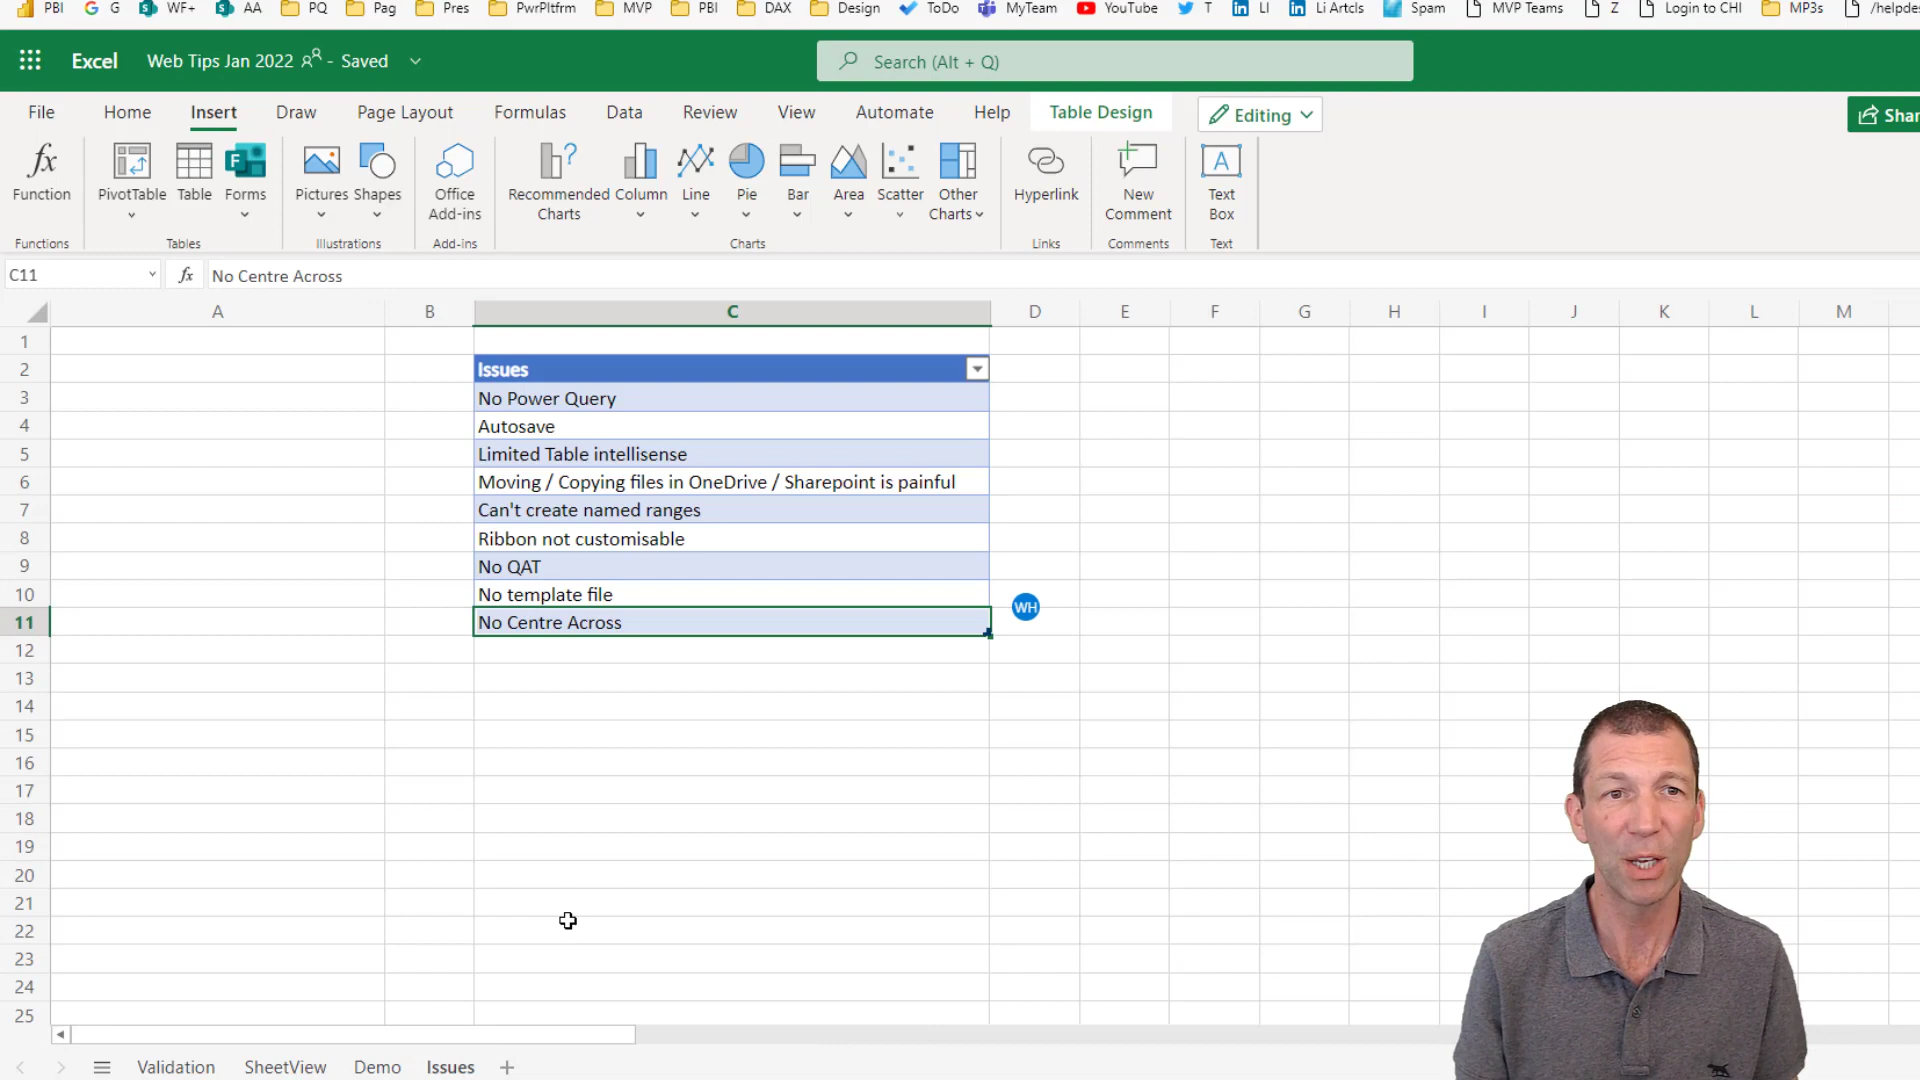 PBI G G WF+ AA PQ Pag Pres PwrPltfrm MVP PBI DAX Design ToDo MyTeam YouTube T LI Li Artcls Spam MVP Teams Z Login to CHI MP3s
Excel Web Tips Jan 2022 - Saved Search (Alt + Q)
File Home Insert Draw Page Layout Formulas Data Review View Automate Help Table Design Editing
fx F A
Function PivotTable Table Forms Pictures Shapes Office Add-ins Recommended Charts Column Line Pie Bar Area Scatter Other Charts Hyperlink New Comment Text Box
Functions Tables Illustrations Add-ins Charts Links Comments Text
C11 fx No Centre Across
A B C D E F G H I J K L M
1
2 Issues
3 No Power Query
4 Autosave
5 Limited Table intellisense
6 Moving / Copying files in OneDrive / Sharepoint is painful
7 Can't create named ranges
8 Ribbon not customisable
9 No QAT
10 No template file
WH
11 No Centre Across
12
13
14
15
16
17
18
19
20
21
22
23
24
25
Validation SheetView Demo Issues +